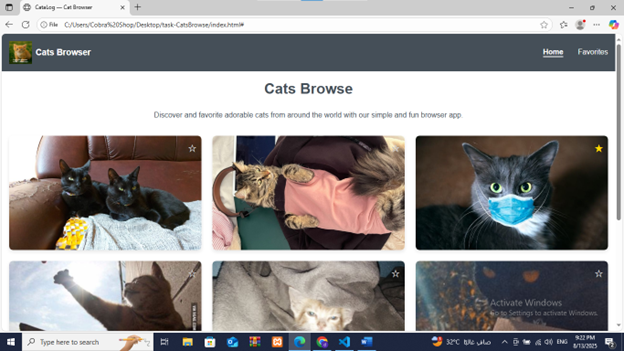 CataLog — Cat Browser
File
C:/Users/Cobra%20Shop/Desktop/task-CatsBrowse/index.html#
Cats Browser
Home
Favorites
Cats Browse
Discover and favorite adorable cats from around the world with our simple and fun browser app
Activate Windows
Go to Settings to activate Windows.
Type here to search
32°C
صافي غالبًا
ENG
9:22 PM
8/13/2025